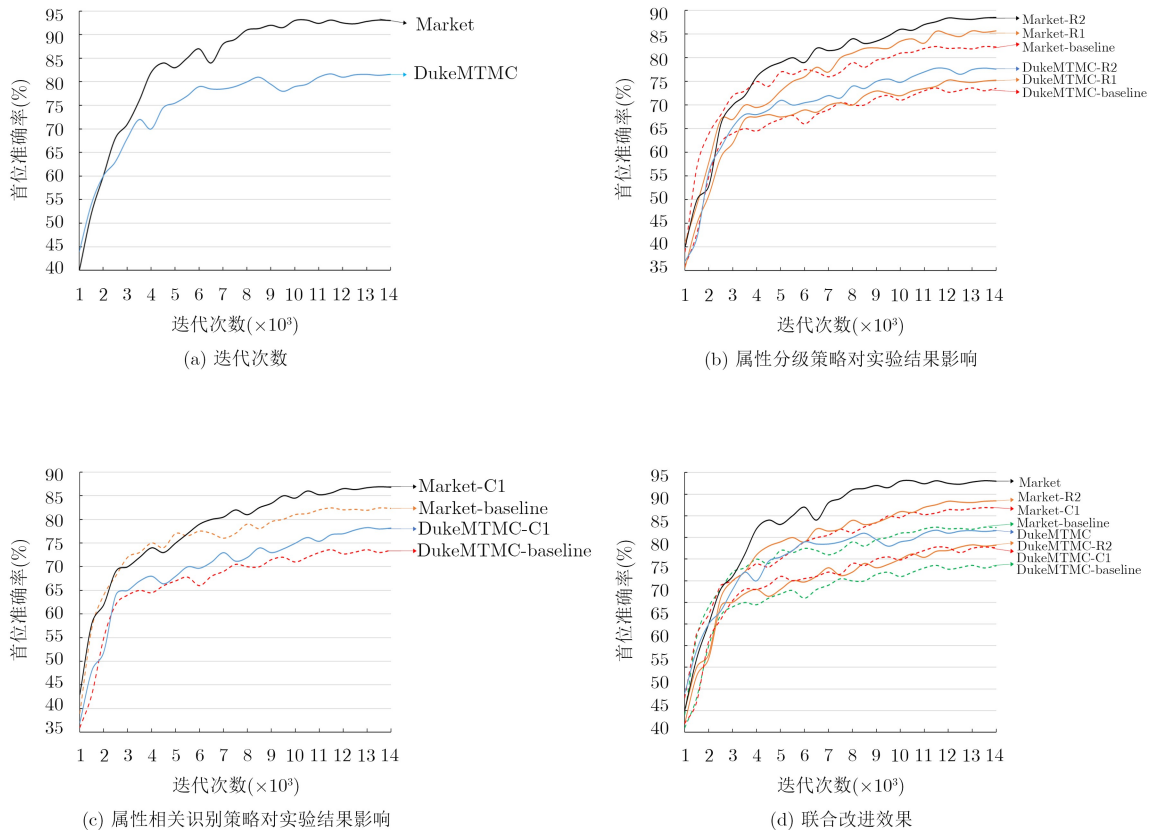 95
90
85
80
75
70
65
60
55
50
45
40
首位准确率(%)
Market
DukeMTMC
1 2 3 4 5 6 7 8 9 10 11 12 13 14
迭代次数(×10³)
(a) 迭代次数
90
85
80
75
70
65
60
55
50
45
40
35
首位准确率(%)
Market-R2
Market-R1
Market-baseline
DukeMTMC-R2
DukeMTMC-R1
DukeMTMC-baseline
1 2 3 4 5 6 7 8 9 10 11 12 13 14
迭代次数(×10³)
(b) 属性分级策略对实验结果影响
90
85
80
75
70
65
60
55
50
45
40
35
首位准确率(%)
Market-C1
Market-baseline
DukeMTMC-C1
DukeMTMC-baseline
1 2 3 4 5 6 7 8 9 10 11 12 13 14
迭代次数(×10³)
(c) 属性相关识别策略对实验结果影响
95
90
85
80
75
70
65
60
55
50
45
40
首位准确率(%)
Market
Market-R2
Market-C1
Market-baseline
DukeMTMC
DukeMTMC-R2
DukeMTMC-C1
DukeMTMC-baseline
1 2 3 4 5 6 7 8 9 10 11 12 13 14
迭代次数(×10³)
(d) 联合改进效果